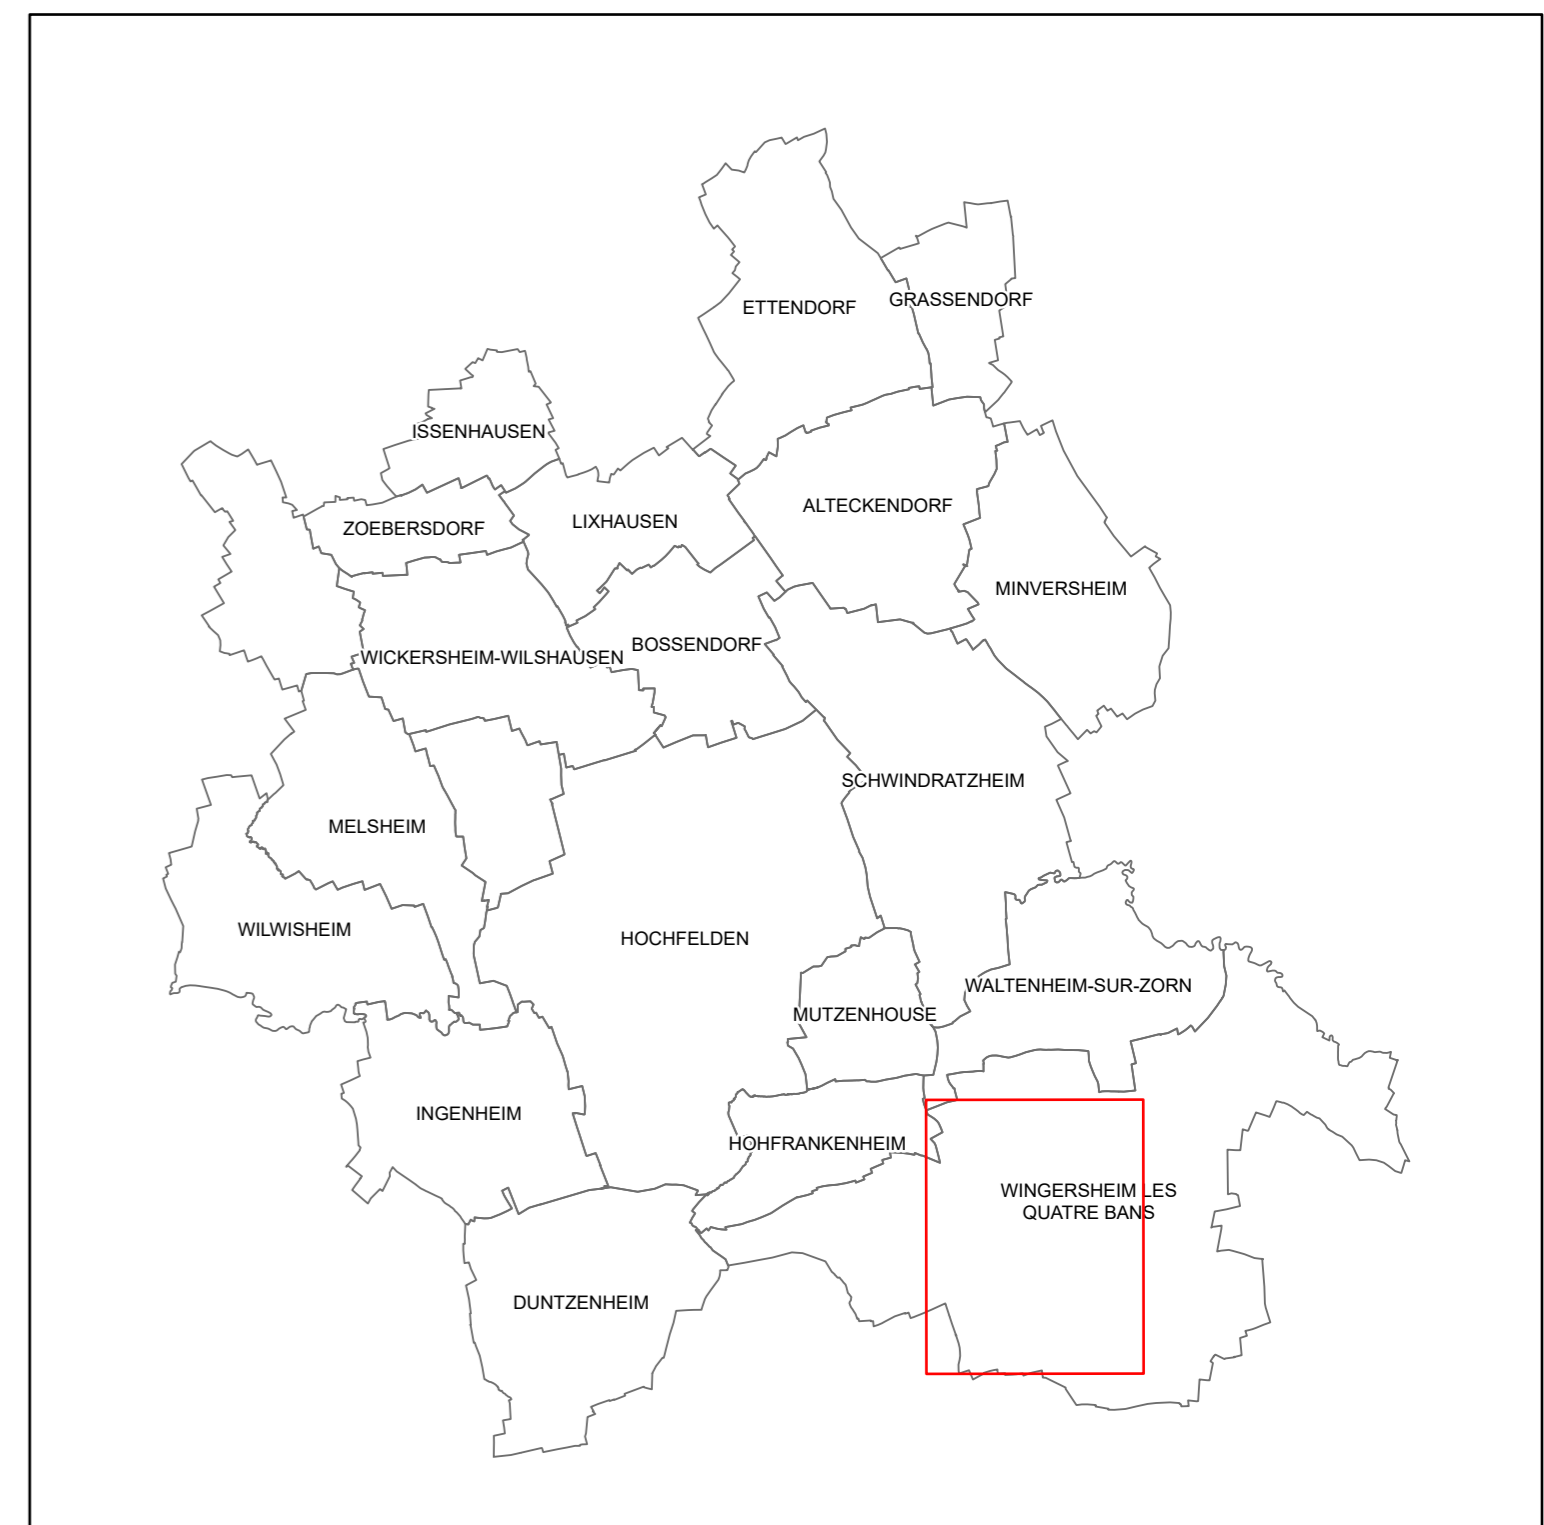 GRASSENDORF
ETTENDORF
ISSENHAUSEN
ALTECKENDORF
LIXHAUSEN
ZOEBERSDORF
MINVERSHEIM
BOSSENDORF
WICKERSHEIM-WILSHAUSEN
SCHWINDRATZHEIM
MELSHEIM
WILWISHEIM
HOCHFELDEN
WALTENHEIM-SUR-ZORN
MUTZENHOUSE
INGENHEIM
HOHFRANKENHEIM
WINGERSHEIM LES
QUATRE BANS
DUNTZENHEIM